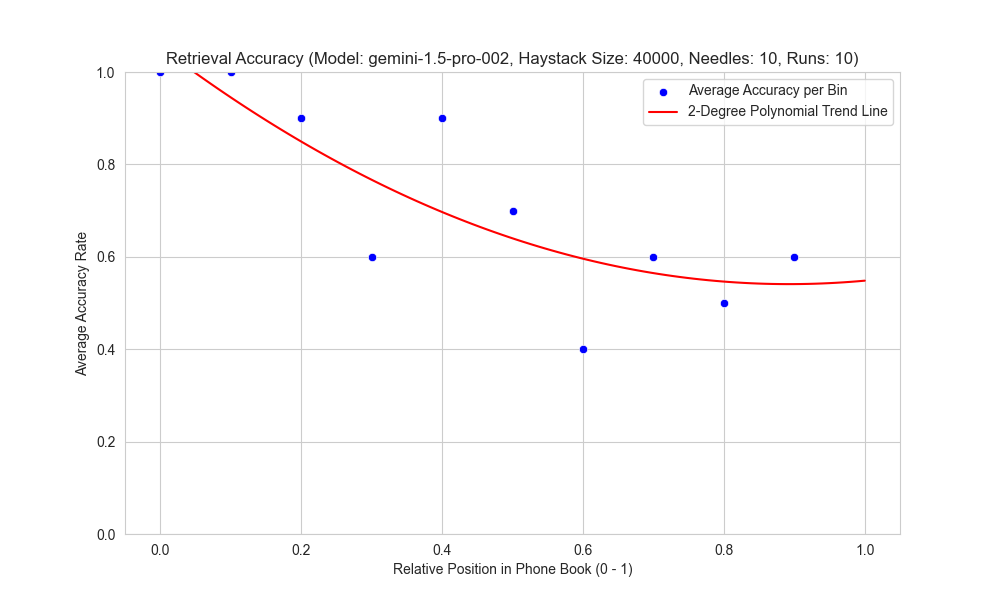 Retrieval Accuracy (Model: gemini-1.5-pro-002, Haystack Size: 40000, Needles: 10, Runs: 10)
Average Accuracy per Bin
2-Degree Polynomial Trend Line
Average Accuracy Rate
1.0
0.8
0.6
0.4
0.2
0.0
0.0 0.2 0.4 0.6 0.8 1.0
Relative Position in Phone Book (0 - 1)